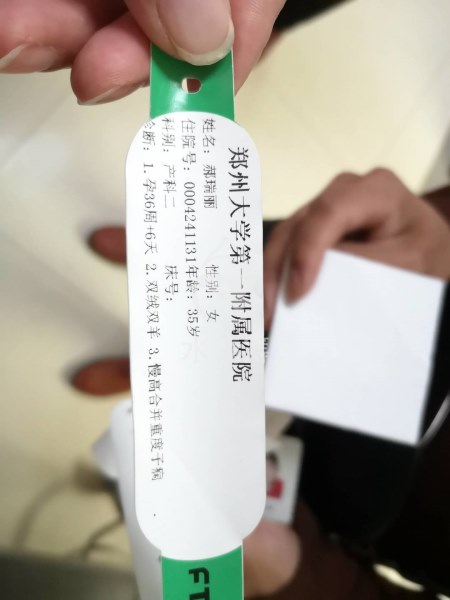 郑州大学第一附属医院
姓名：郝瑞丽 性别：女
住院号：0004241131年龄：35岁
科别：产科二 床号：
诊断：1.孕36周+6天 2.双绒双羊 3.慢高合并重度子痫